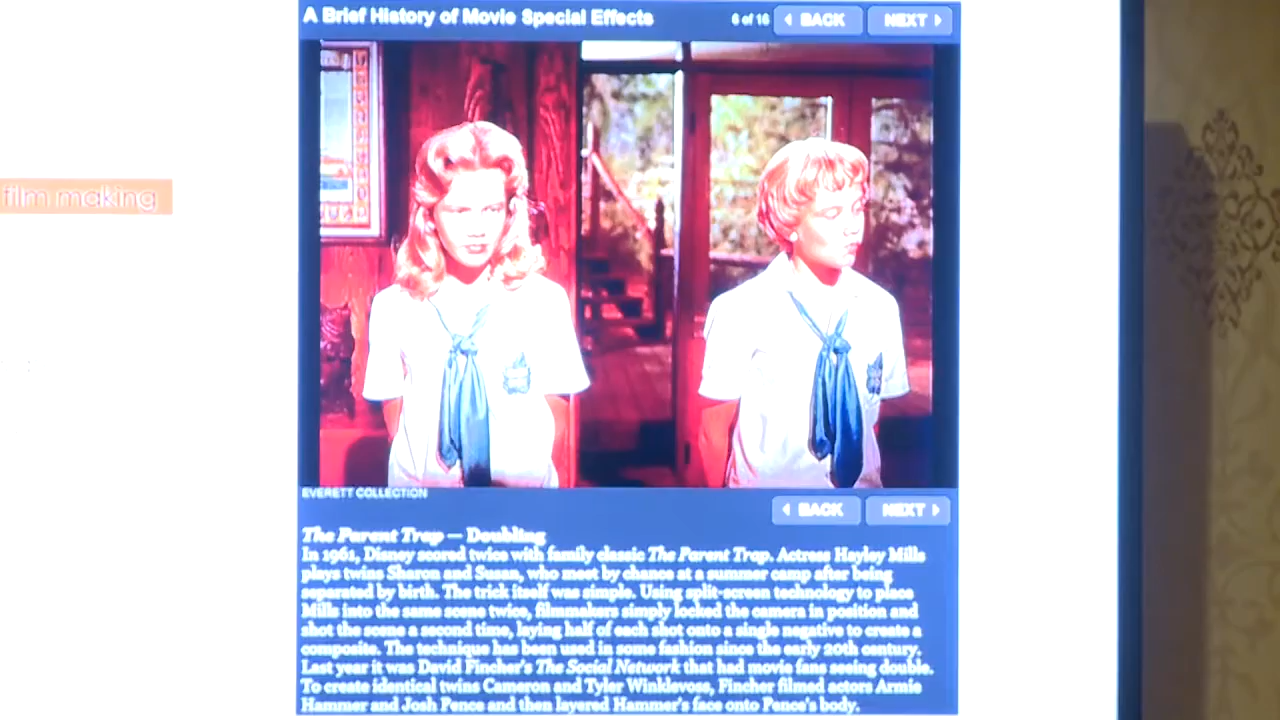 A Brief History of Movie Special Effects
6 of 16
BACK
NEXT
film making
EVERETT COLLECTION
BACK
NEXT
The Parent Trap — Doubling
In 1961, Disney scored twice with family classic The Parent Trap. Actress Hayley Mills
plays twins Sharon and Susan, who meet by chance at a summer camp after being
separated by birth. The trick itself was simple. Using split-screen technology to place
Mills into the same scene twice, filmmakers simply locked the camera in position and
shot the scene a second time, laying half of each shot onto a single negative to create a
composite. The technique has been used in some fashion since the early 20th century.
Last year it was David Fincher's The Social Network that had movie fans seeing double.
To create identical twins Cameron and Tyler Winklevoss, Fincher filmed actors Armie
Hammer and Josh Pence and then layered Hammer's face onto Pence's body.